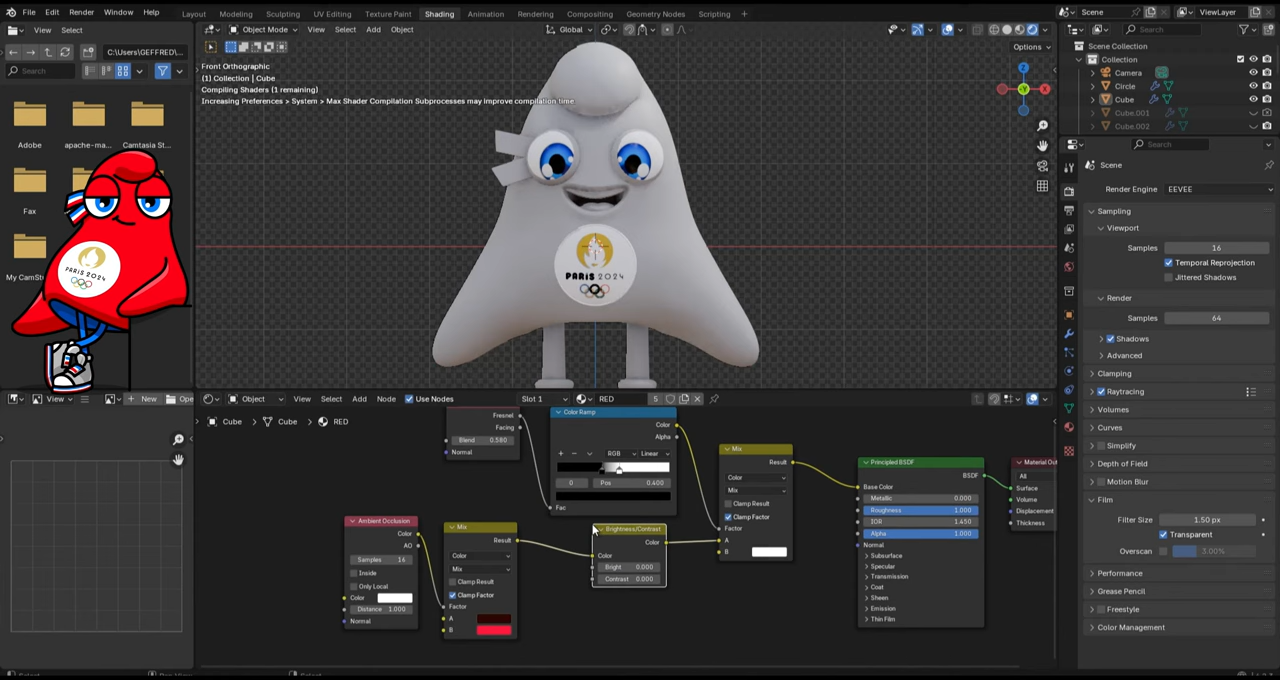 File Edit Render Window Help Layout Modeling Sculpting UV Editing Texture Paint Shading Animation Rendering Compositing Geometry Nodes Scripting Scene ViewLayer
View Select Object Mode View Select Add Object Global Search
C:\Users\GEFFRED\... Options Scene Collection
Search
Collection
Camera
Circle
Cube
Cube.001
Cube.002
Front Orthographic
(1) Collection | Cube
Compiling Shaders (1 remaining)
Increasing Preferences > System > Max Shader Compilation Subprocesses may improve compilation time.
Z
Y
X
Adobe apache-ma... Camtasia St...
Fax
My CamSt
PARIS 2024
PARIS 2024
Search
Scene
Render Engine EEVEE
Sampling
Viewport
Samples 16
Temporal Reprojection
Jittered Shadows
Render
Samples 64
Shadows
Advanced
Clamping
Raytracing
Volumes
Curves
Simplify
Depth of Field
Motion Blur
Film
Filter Size 1.50 px
Transparent
Overscan 3.00%
Performance
Grease Pencil
Freestyle
Color Management
View New Ope
Object View Select Add Node Use Nodes Slot 1 RED 5
Cube Cube RED
Fresnel
Facing
Blend 0.580
Normal
Color Ramp
Color
Alpha
RGB Linear
0 Pos 0.400
Fac
Ambient Occlusion
Color
AO
Samples 16
Inside
Only Local
Color
Distance 1.000
Normal
Mix
Result
Color
Mix
Clamp Result
Clamp Factor
Factor
A
B
Brightness/Contrast
Color
Color
Bright 0.000
Contrast 0.000
Mix
Result
Color
Mix
Clamp Result
Clamp Factor
Factor
A
B
Principled BSDF
BSDF
Base Color
Metallic 0.000
Roughness 1.000
IOR 1.450
Alpha 1.000
Normal
Subsurface
Specular
Transmission
Coat
Sheen
Emission
Thin Film
Material Out
All
Surface
Volume
Displacement
Thickness